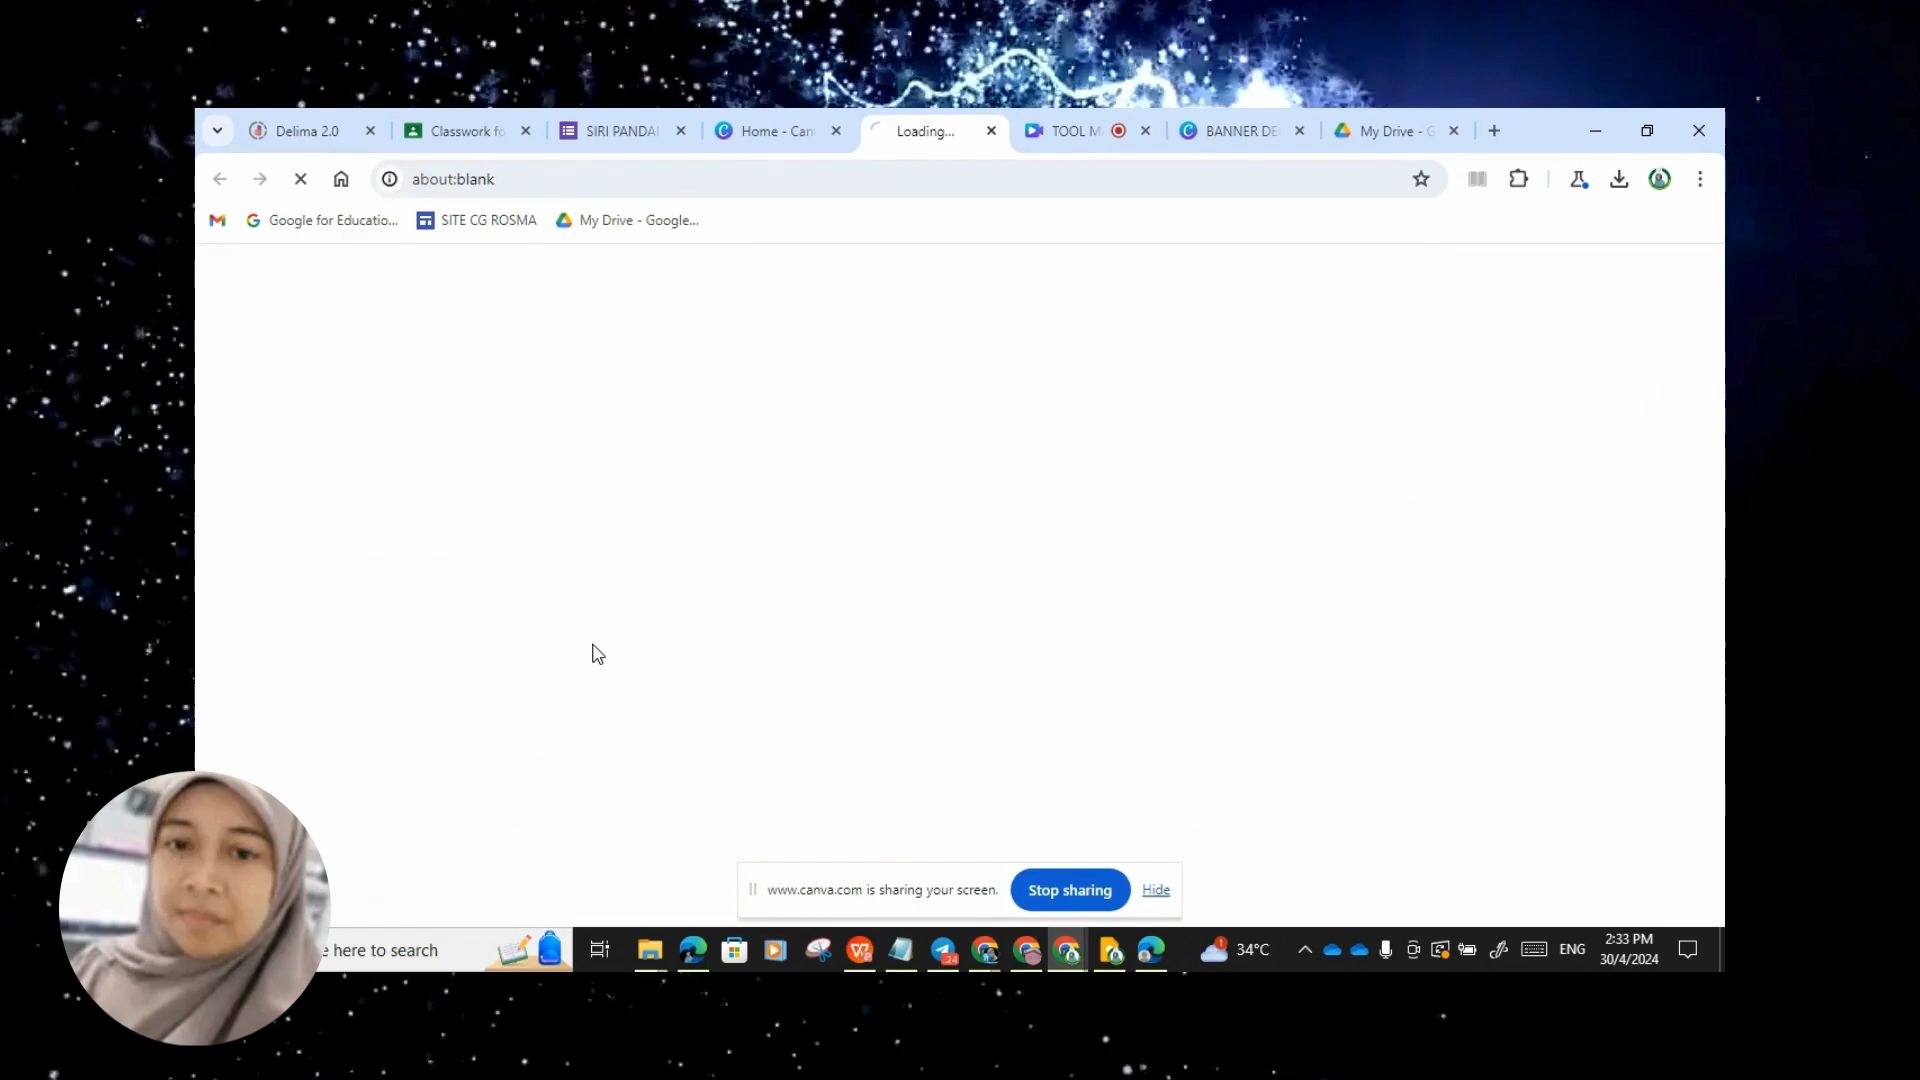 Delima 2.0
Classwork fo
SIRI PANDAI
Home - Can
Loading...
TOOL M
BANNER DE
My Drive - G
about:blank
Google for Educatio...
SITE CG ROSMA
My Drive - Google...
www.canva.com is sharing your screen.
Stop sharing
Hide
e here to search
24
1
34°C
ENG
2:33 PM
30/4/2024